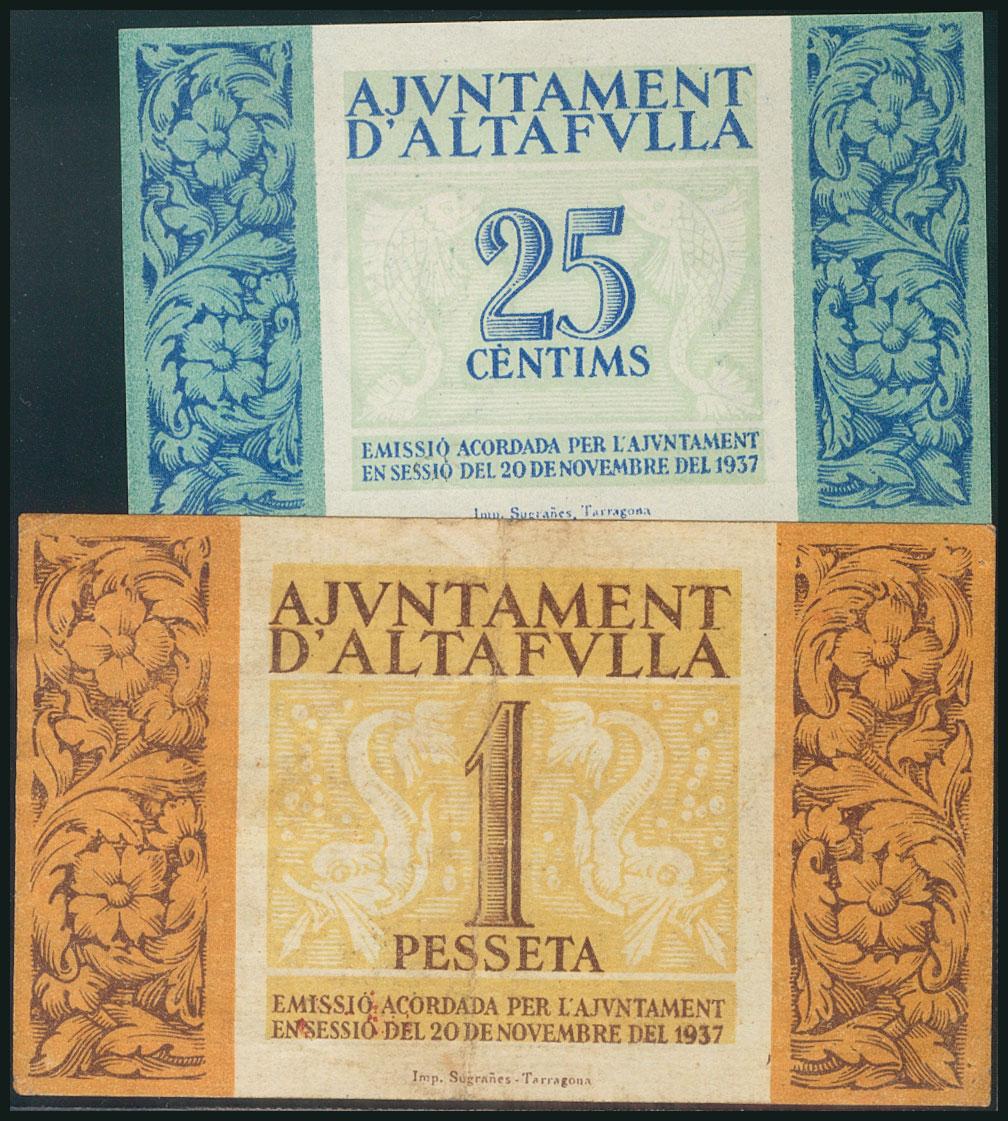 AJVNTAMENT
D'ALTAFVLLA
25
CÈNTIMS
EMISSIÓ ACORDADA PER L'AJVNTAMENT
EN SESSIÓ DEL 20 DE NOVEMBRE DEL 1937
Imp. Sugrañes. Tarragona
AJVNTAMENT
D'ALTAFVLLA
1
PESSETA
EMISSIÓ ACORDADA PER L'AJVNTAMENT
EN SESSIÓ DEL 20 DE NOVEMBRE DEL 1937
Imp. Sugrañes - Tarragona